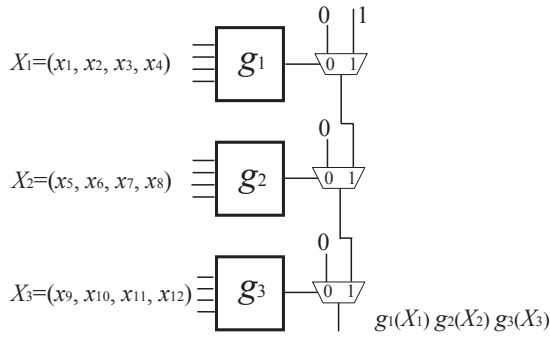 0 1
X₁=(x₁, x₂, x₃, x₄) g₁ 0 1
0
X₂=(x₅, x₆, x₇, x₈) g₂ 0 1
0
X₃=(x₉, x₁₀, x₁₁, x₁₂) g₃ 0 1
g₁(X₁) g₂(X₂) g₃(X₃)